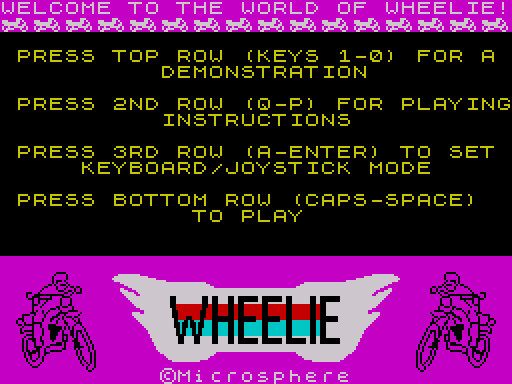 WELCOME TO THE WORLD OF WHEELIE!
PRESS TOP ROW (KEYS 1-0) FOR A
DEMONSTRATION
PRESS 2ND ROW (Q-P) FOR PLAYING
INSTRUCTIONS
PRESS 3RD ROW (A-ENTER) TO SET
KEYBOARD/JOYSTICK MODE
PRESS BOTTOM ROW (CAPS-SPACE)
TO PLAY
WHEELIE
©Microsphere